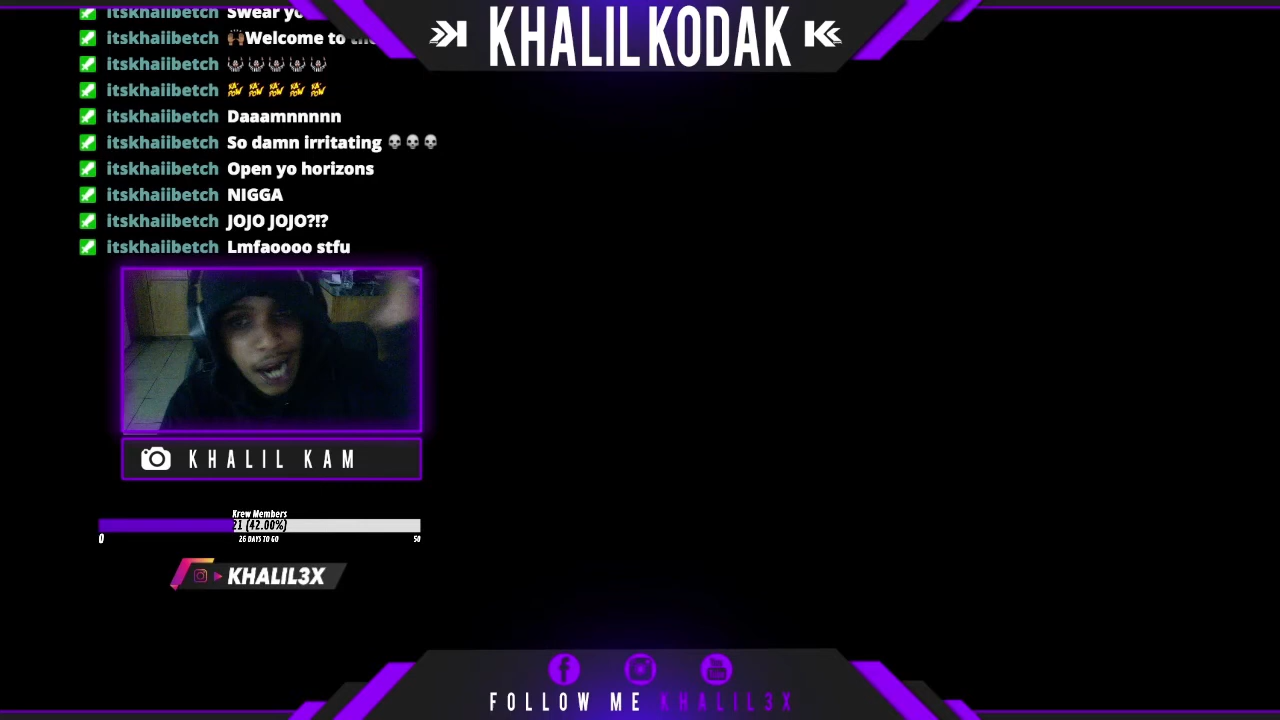 KHALIL KODAK
itskhaiibetch Swear yo
itskhaiibetch Welcome to the
itskhaiibetch
itskhaiibetch
itskhaiibetch Daaamnnnnn
itskhaiibetch So damn irritating
itskhaiibetch Open yo horizons
itskhaiibetch NIGGA
itskhaiibetch JOJO JOJO?!?
itskhaiibetch Lmfaoooo stfu
KHALIL KAM
Krew Members
21 (42.00%)
0 26 DAYS TO GO 50
KHALIL3X
FOLLOW ME KHALIL3X